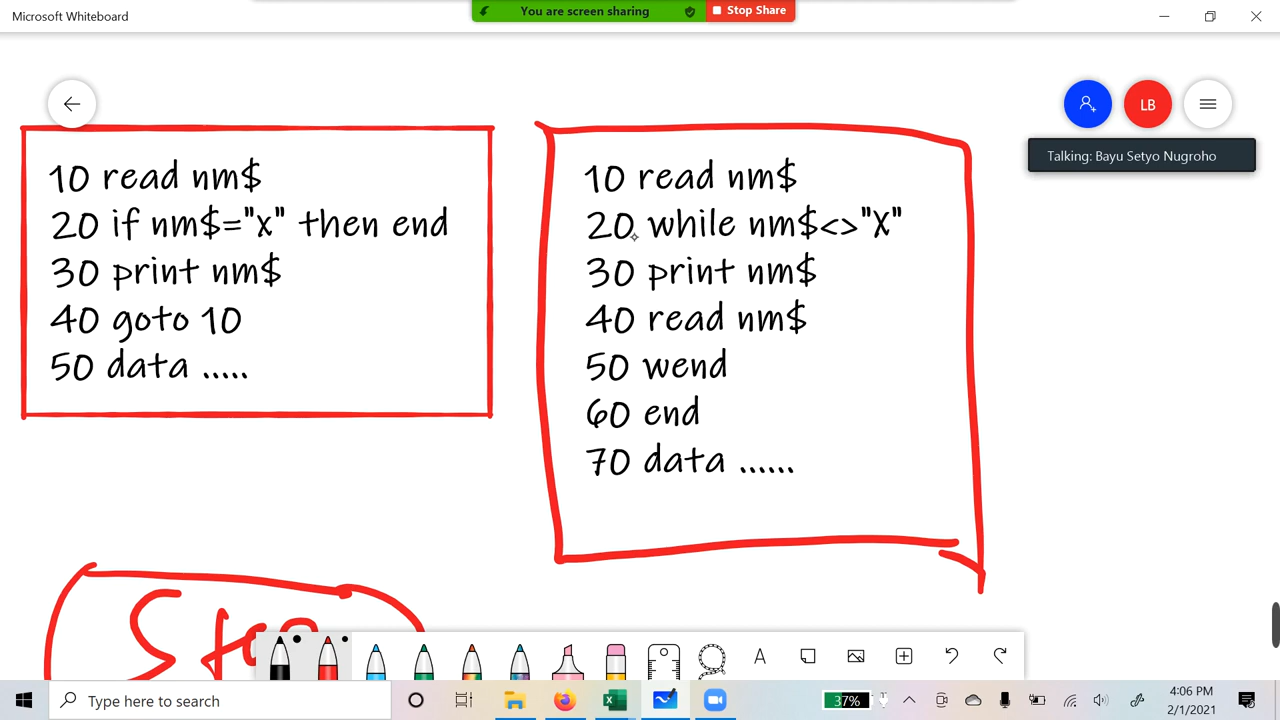 Microsoft Whiteboard
You are screen sharing
Stop Share
LB
Talking: Bayu Setyo Nugroho
10 read nm$
20 if nm$="x" then end
30 print nm$
40 goto 10
50 data .....
10 read nm$
20 while nm$<>"X"
30 print nm$
40 read nm$
50 wend
60 end
70 data ......
A
Type here to search
37%
4:06 PM
2/1/2021